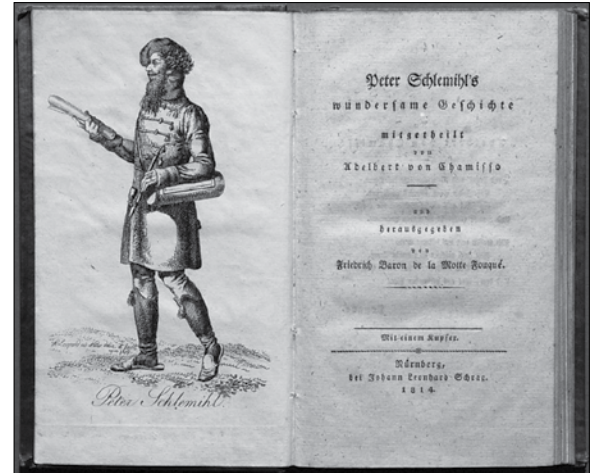 Peter Schlemihl.
Peter Schlemihl's
wundersame Geschichte
mitgetheilt
von
Adelbert von Chamisso
und
herausgegeben
von
Friedrich Baron de la Motte Fouqué.
Mit einem Kupfer.
Nürnberg,
bei Johann Leonhard Schrag.
1814.